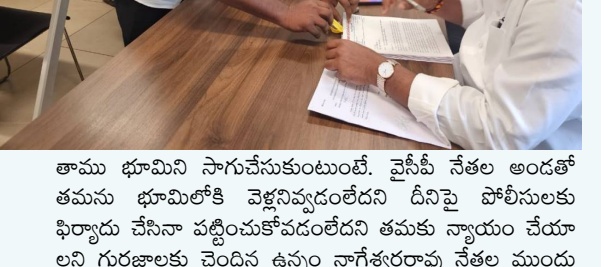 తాము భూమిని సాగుచేసుకుంటుంటే. వైసీపీ నేతల అండతో
తమను భూమిలోకి వెళ్లనివ్వడంలేదని దీనిపై పోలీసులకు
ఫిర్యాదు చేసినా పట్టించుకోవడంలేదని తమకు న్యాయం చేయా
లని గురజాలకు చెందిన ఉన్నం నాగేశ్వరరావు నేతల ముందు